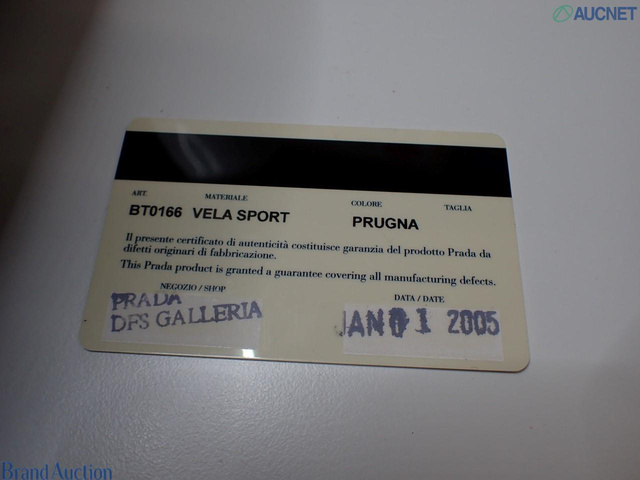 AUCNET
ART. MATERIALE COLORE TAGLIA
BT0166 VELA SPORT PRUGNA
Il presente certificato di autenticità costituisce garanzia del prodotto Prada da
difetti originari di fabbricazione.
This Prada product is granted a guarantee covering all manufacturing defects.
NEGOZIO / SHOP DATA / DATE
PRADA
DFS GALLERIA JAN 01 2005
Brand Auction